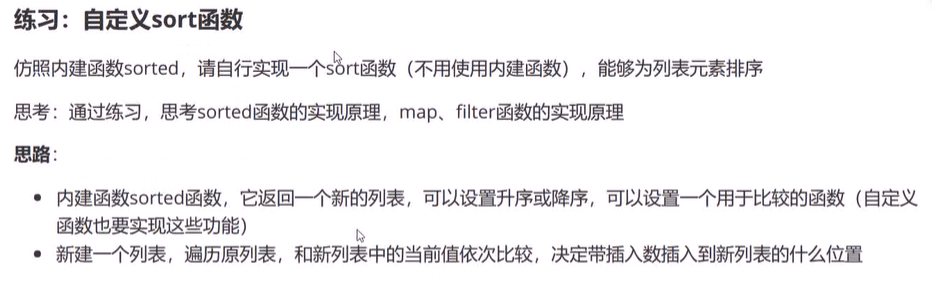 练习：自定义sort函数
仿照内建函数sorted，请自行实现一个sort函数（不用使用内建函数），能够为列表元素排序
思考：通过练习，思考sorted函数的实现原理，map、filter函数的实现原理
思路：
内建函数sorted函数，它返回一个新的列表，可以设置升序或降序，可以设置一个用于比较的函数（自定义
函数也要实现这些功能）
新建一个列表，遍历原列表，和新列表中的当前值依次比较，决定带插入数插入到新列表的什么位置